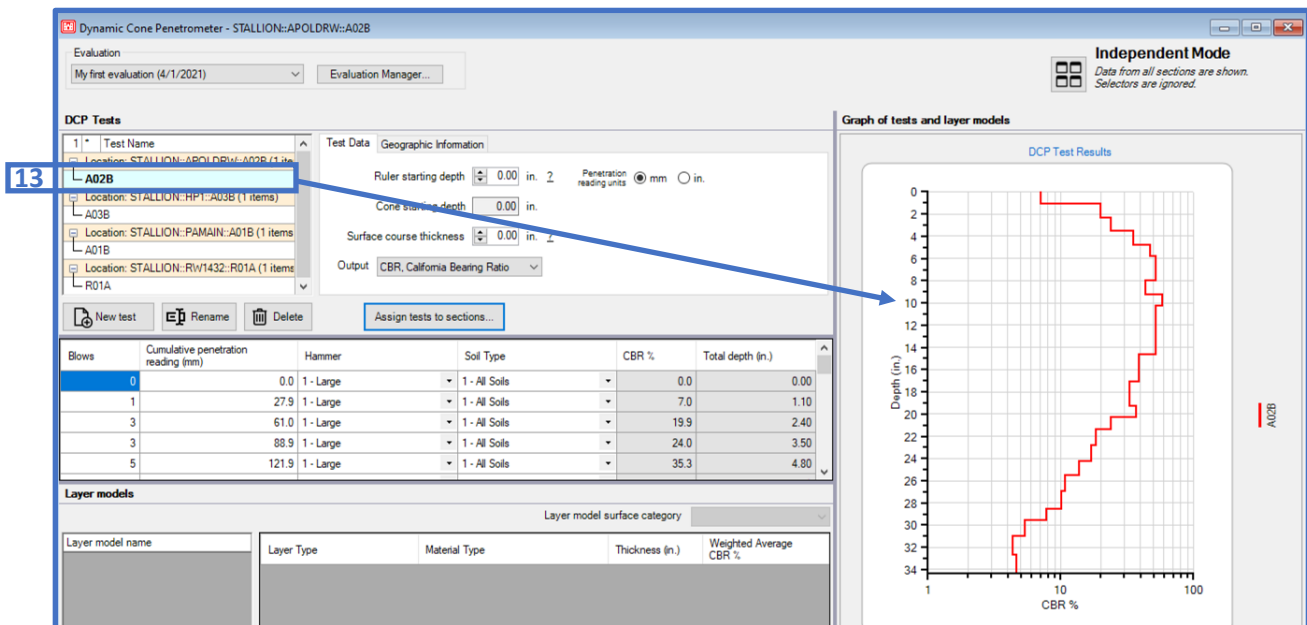 Dynamic Cone Penetrometer - STALLION::APOLDRW::A02B
Evaluation
My first evaluation (4/1/2021)
Evaluation Manager...
Independent Mode
Data from all sections are shown.
Selectors are ignored.
DCP Tests
1 * Test Name
Location: STALLION::APOLDRW::A02B (1 ite
13
A02B
Location: STALLION::HP1::A03B (1 items)
A03B
Location: STALLION::PAMAIN::A01B (1 items
A01B
Location: STALLION::RW1432::R01A (1 items
R01A
New test Rename Delete
Test Data Geographic Information
Ruler starting depth 0.00 in. ? Penetration reading units mm in.
Cone starting depth 0.00 in.
Surface course thickness 0.00 in. ?
Output CBR, California Bearing Ratio
Assign tests to sections...
Blows Cumulative penetration reading (mm) Hammer Soil Type CBR % Total depth (in.)
0 0.0 1 - Large 1 - All Soils 0.0 0.00
1 27.9 1 - Large 1 - All Soils 7.0 1.10
3 61.0 1 - Large 1 - All Soils 19.9 2.40
3 88.9 1 - Large 1 - All Soils 24.0 3.50
5 121.9 1 - Large 1 - All Soils 35.3 4.80
Layer models
Layer model surface category
Layer model name
Layer Type Material Type Thickness (in.) Weighted Average CBR %
Graph of tests and layer models
DCP Test Results
0
2
4
6
8
10
12
14
16
18
20
22
24
26
28
30
32
34
Depth (in.)
1 10 100
CBR %
A02B